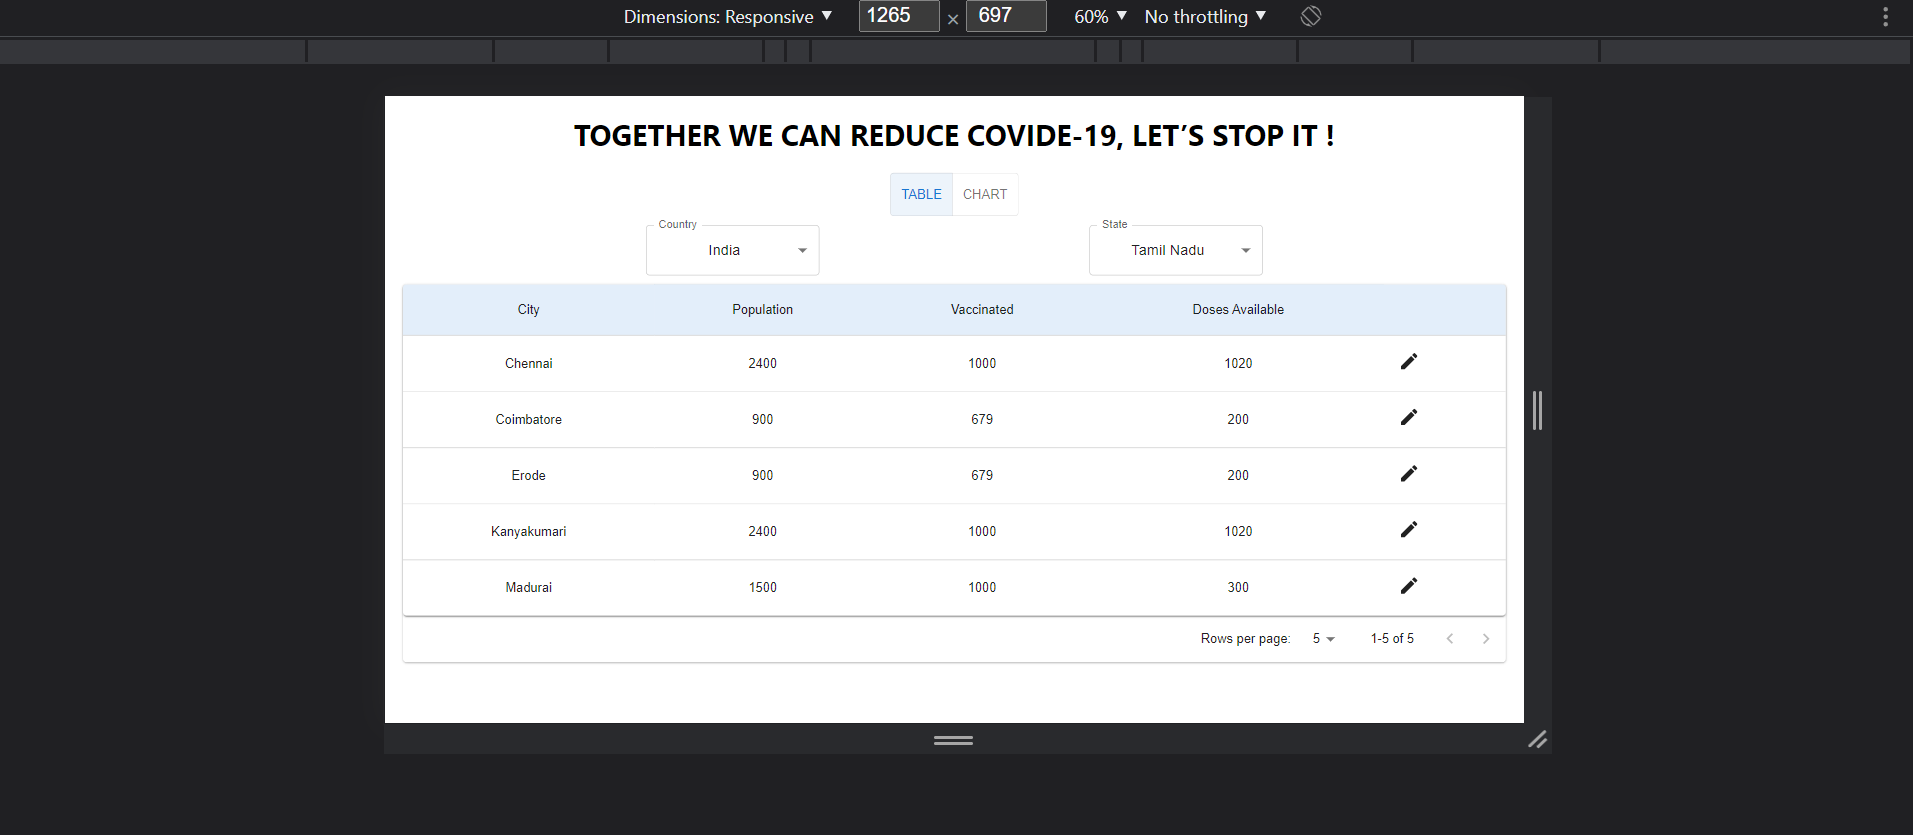 Dimensions: Responsive ▼ 1265 × 697 60% ▼ No throttling ▼
TOGETHER WE CAN REDUCE COVIDE-19, LET’S STOP IT !
TABLE CHART
Country State
India Tamil Nadu
City Population Vaccinated Doses Available
Chennai 2400 1000 1020
Coimbatore 900 679 200
Erode 900 679 200
Kanyakumari 2400 1000 1020
Madurai 1500 1000 300
Rows per page: 5 1-5 of 5